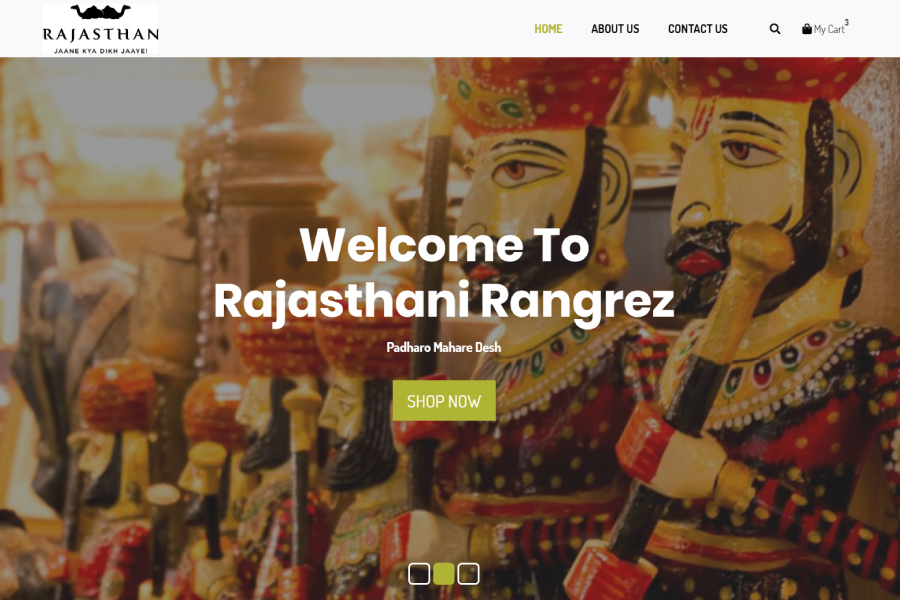 RAJASTHAN
JAANE KYA DIKH JAAYE!
HOME ABOUT US CONTACT US My Cart 3
Welcome To
Rajasthani Rangrez
Padharo Mahare Desh
SHOP NOW